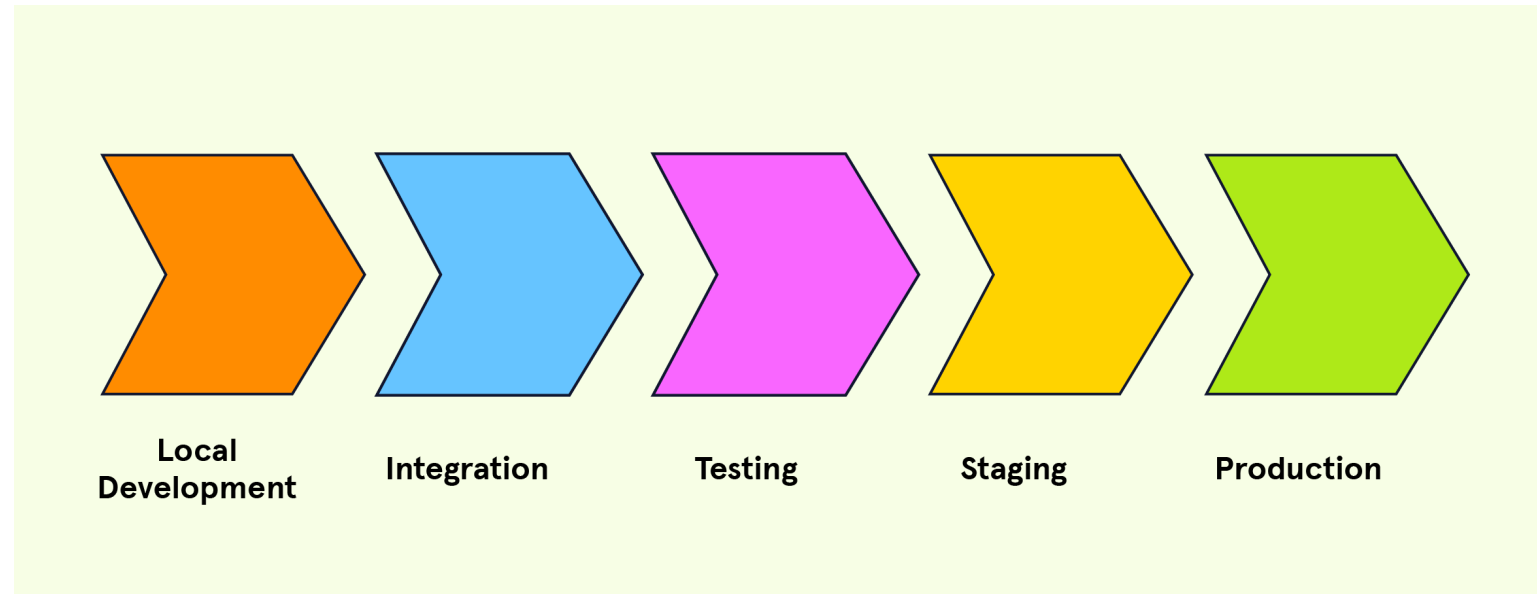 Local
Development
Integration
Testing
Staging
Production